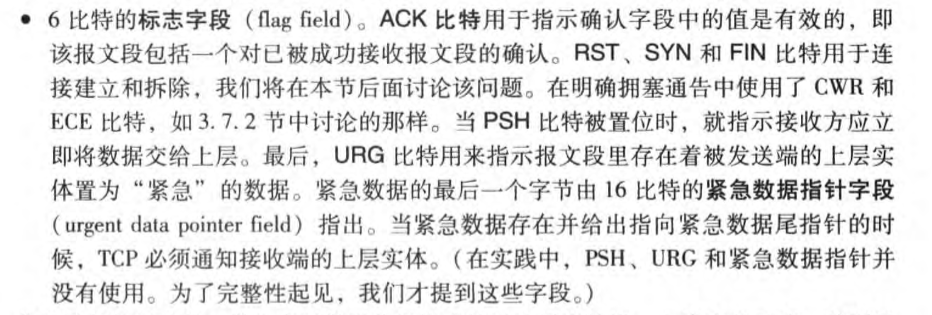 • 6 比特的标志字段（flag field）。ACK 比特用于指示确认字段中的值是有效的，即
该报文段包括一个对已被成功接收报文段的确认。RST、SYN 和 FIN 比特用于连
接建立和拆除，我们将在本节后面讨论该问题。在明确拥塞通告中使用了 CWR 和
ECE 比特，如 3.7.2 节中讨论的那样。当 PSH 比特被置位时，就指示接收方应立
即将数据交给上层。最后，URG 比特用来指示报文段里存在着被发送端的上层实
体置为“紧急”的数据。紧急数据的最后一个字节由 16 比特的紧急数据指针字段
（urgent data pointer field）指出。当紧急数据存在并给出指向紧急数据尾指针的时
候，TCP 必须通知接收端的上层实体。（在实践中，PSH、URG 和紧急数据指针并
没有使用。为了完整性起见，我们才提到这些字段。）